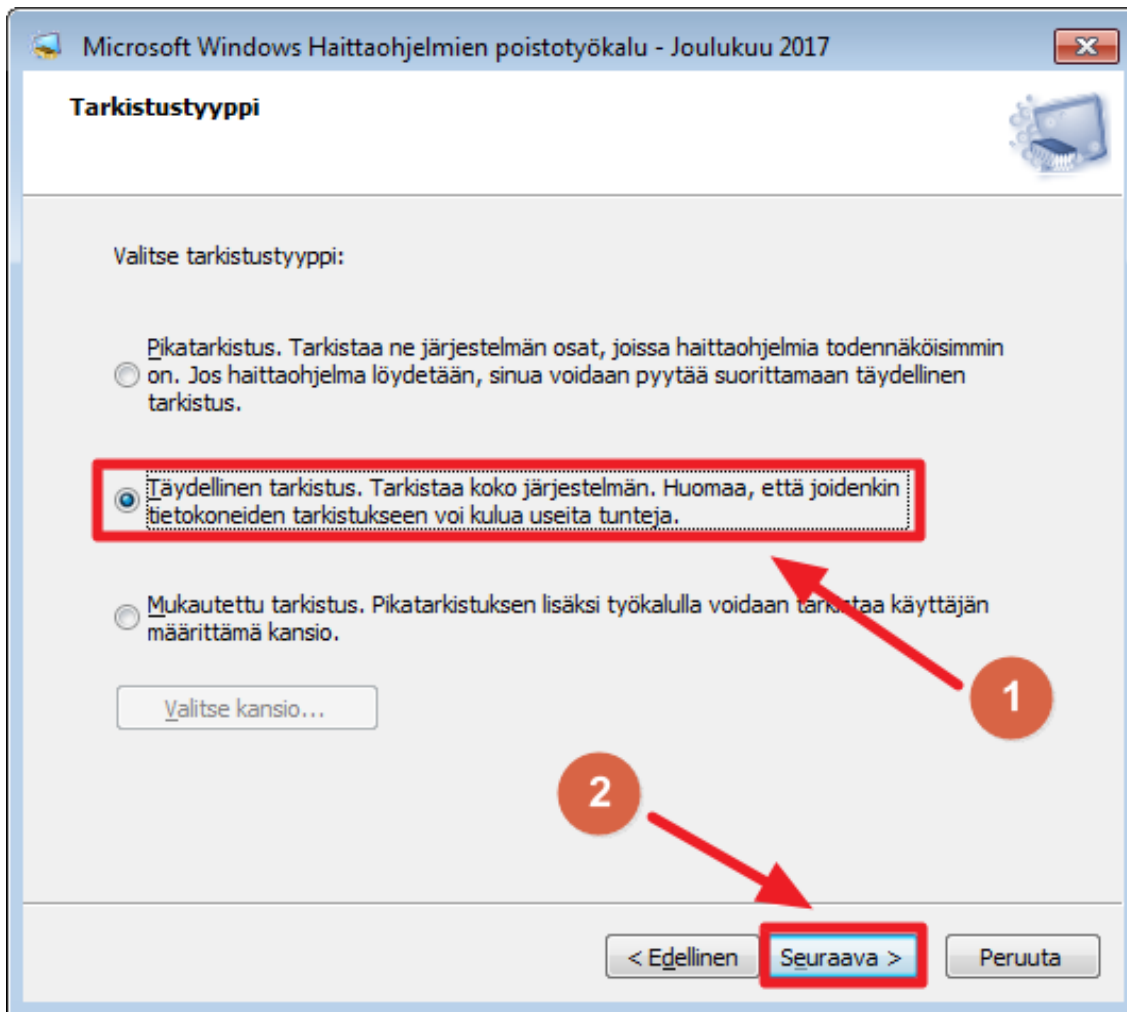 Microsoft Windows Haittaohjelmien poistotyökalu - Joulukuu 2017
Tarkistustyyppi
Valitse tarkistustyyppi:
Pikatarkistus. Tarkistaa ne järjestelmän osat, joissa haittaohjelmia todennäköisimmin
on. Jos haittaohjelma löydetään, sinua voidaan pyytää suorittamaan täydellinen
tarkistus.
Täydellinen tarkistus. Tarkistaa koko järjestelmän. Huomaa, että joidenkin
tietokoneiden tarkistukseen voi kulua useita tunteja.
Mukautettu tarkistus. Pikatarkistuksen lisäksi työkalulla voidaan tarkistaa käyttäjän
määrittämä kansio.
1
Valitse kansio...
2
< Edellinen
Seuraava >
Peruuta